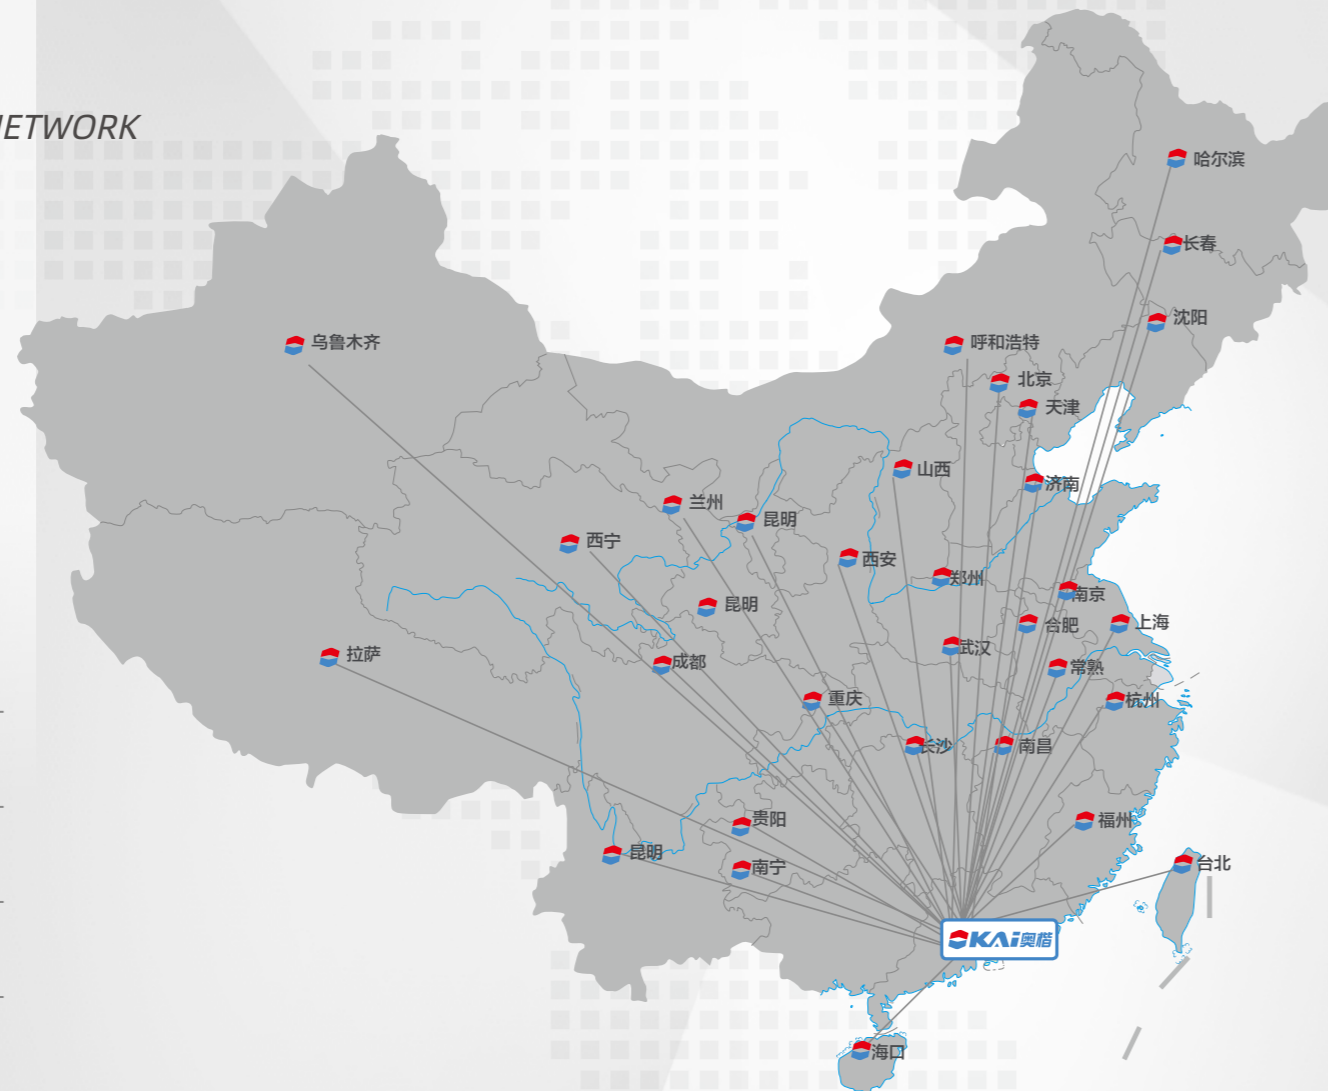 NETWORK
哈尔滨
长春
沈阳
乌鲁木齐
呼和浩特
北京
天津
山西
济南
兰州
昆明
西宁
西安
郑州
南京
昆明
合肥
上海
武汉
拉萨
成都
常熟
重庆
杭州
长沙
南昌
贵阳
福州
昆明
南宁
台北
KAi奥楷
海口